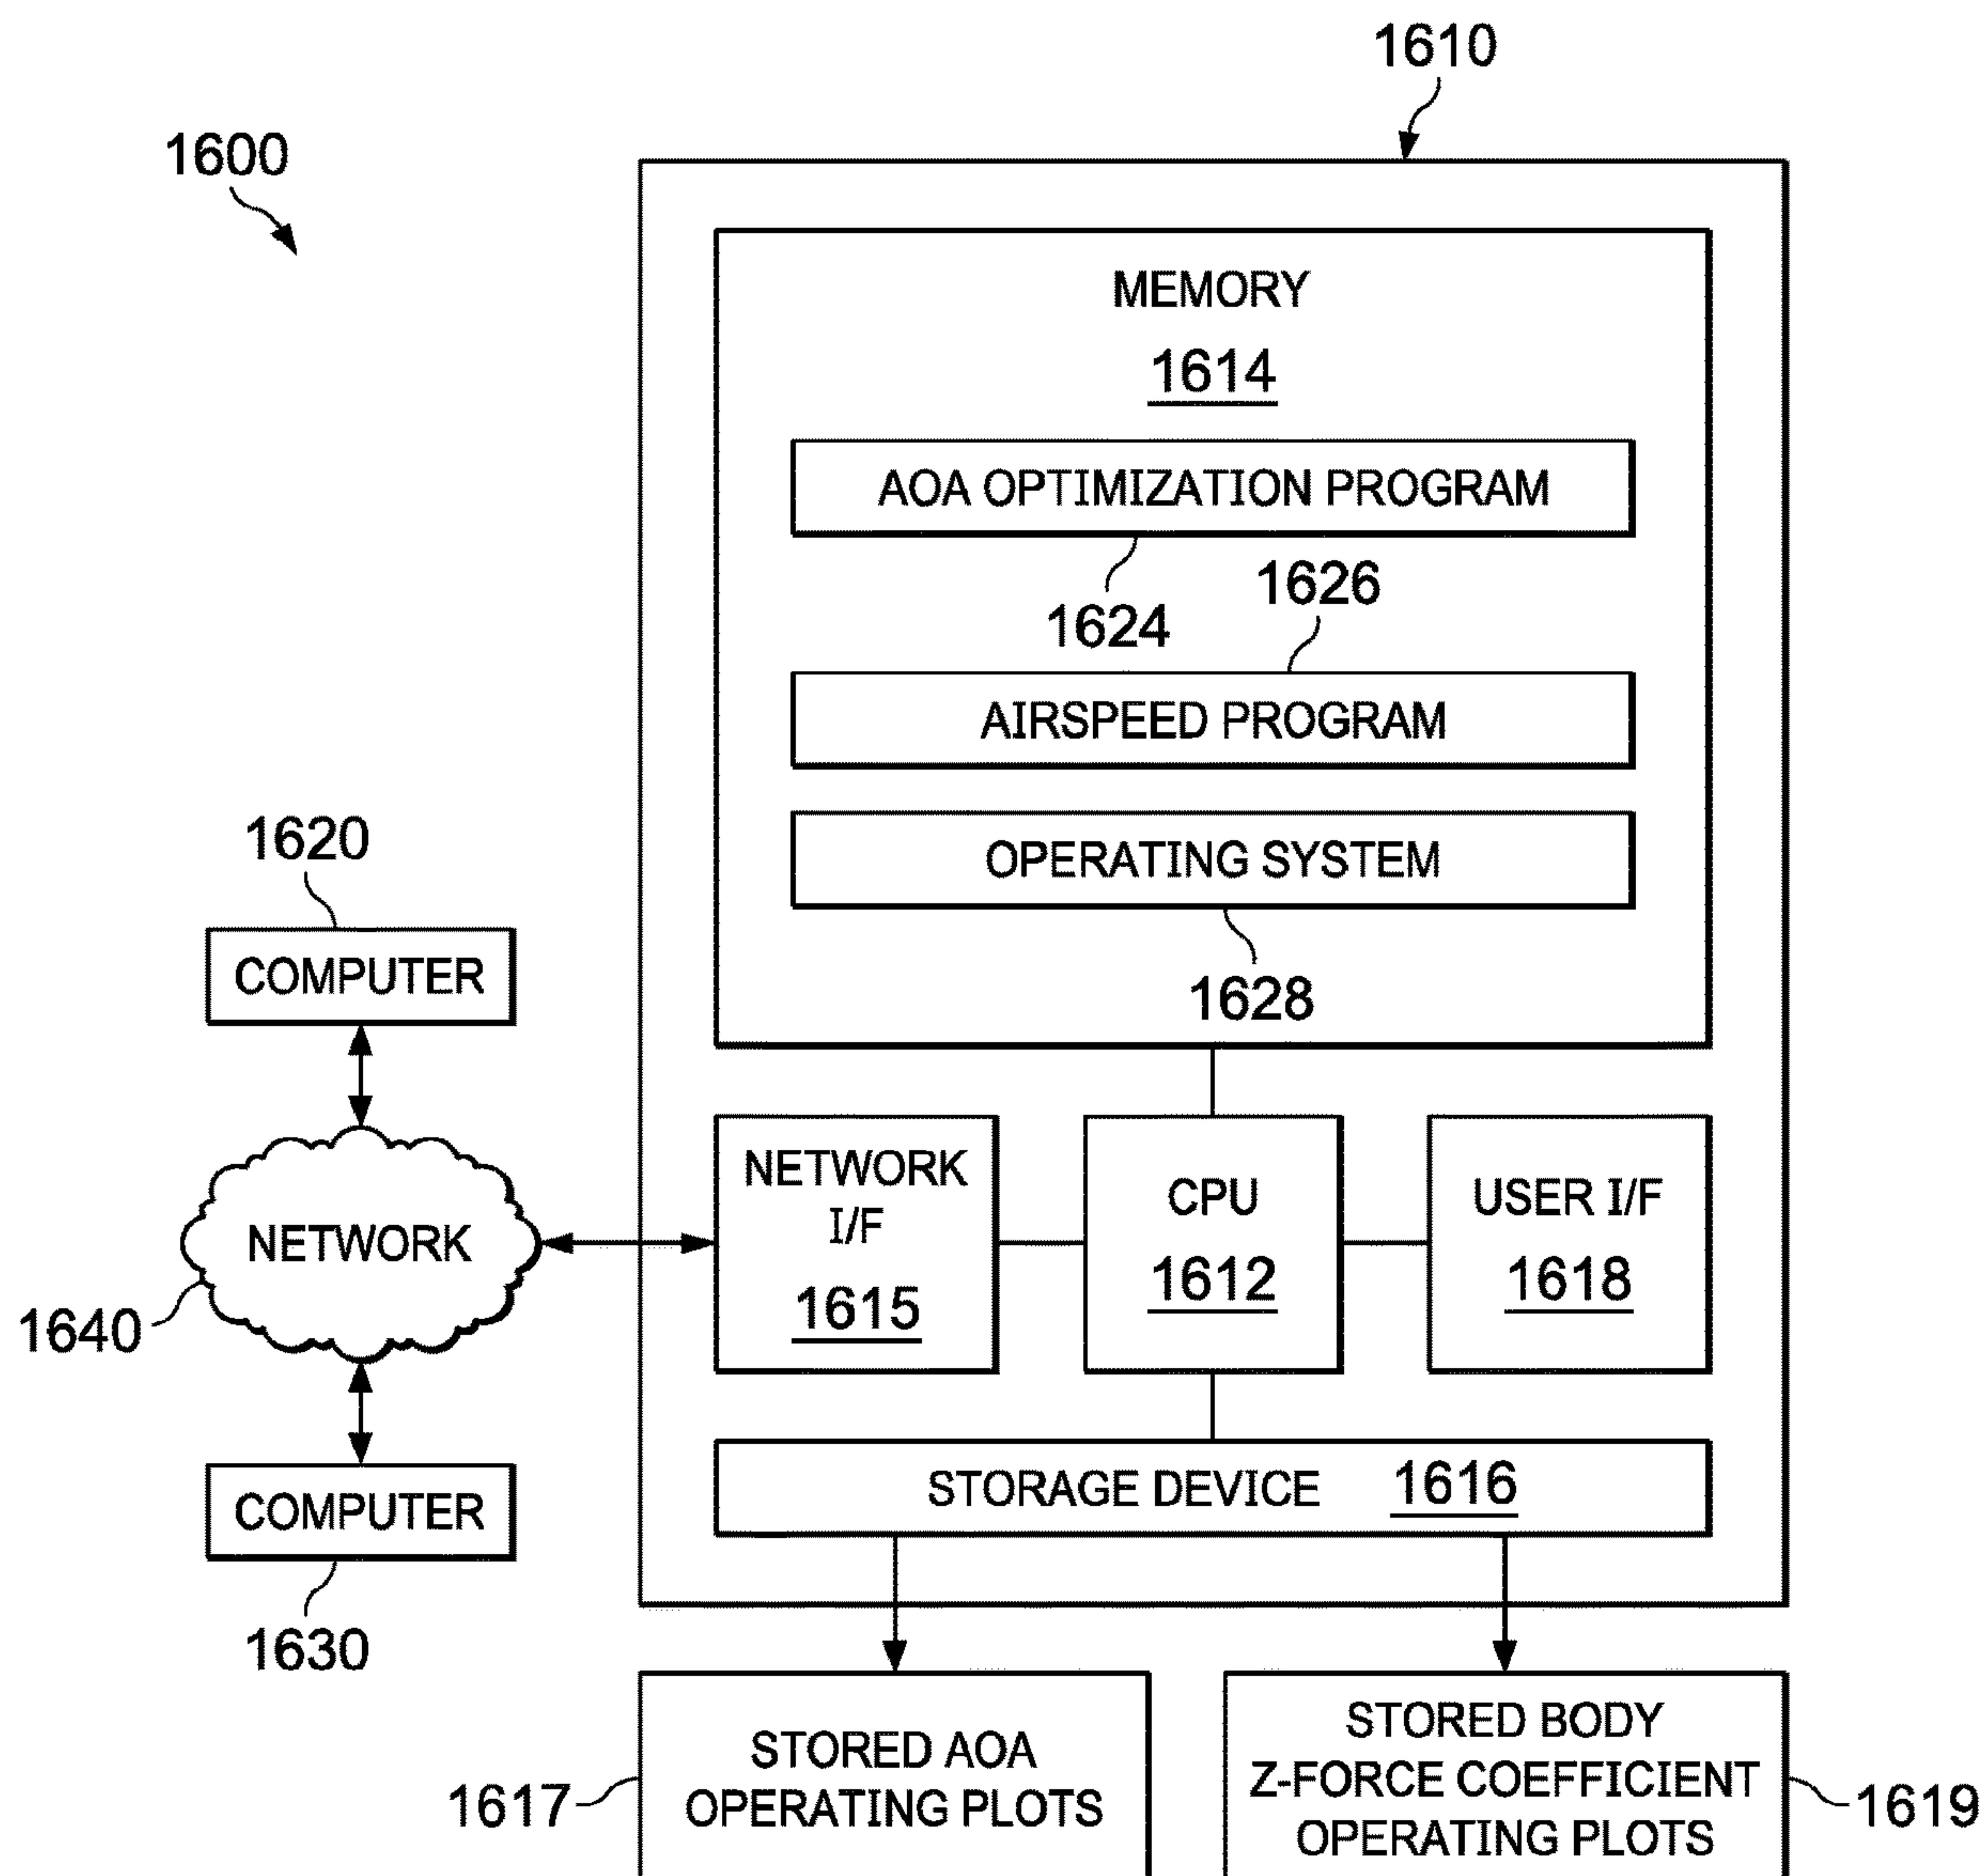 1610
1600
MEMORY
1614
AOA OPTIMIZATION PROGRAM
1626
1624
AIRSPEED PROGRAM
1620
OPERATING SYSTEM
COMPUTER
1628
NETWORK
I/F
1615
CPU
1612
USER I/F
1618
NETWORK
1640
STORAGE DEVICE 1616
COMPUTER
1630
STORED AOA
OPERATING PLOTS
1617
STORED BODY
Z-FORCE COEFFICIENT
OPERATING PLOTS
1619